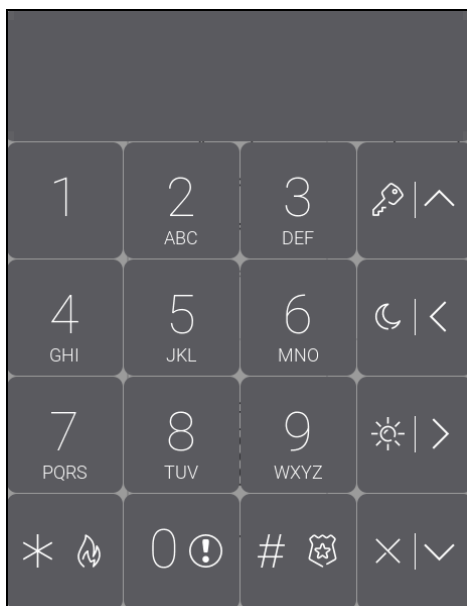 1 2 3
ABC DEF
4 5 6
GHI JKL MNO
7 8 9
PQRS TUV WXYZ
* 0 #